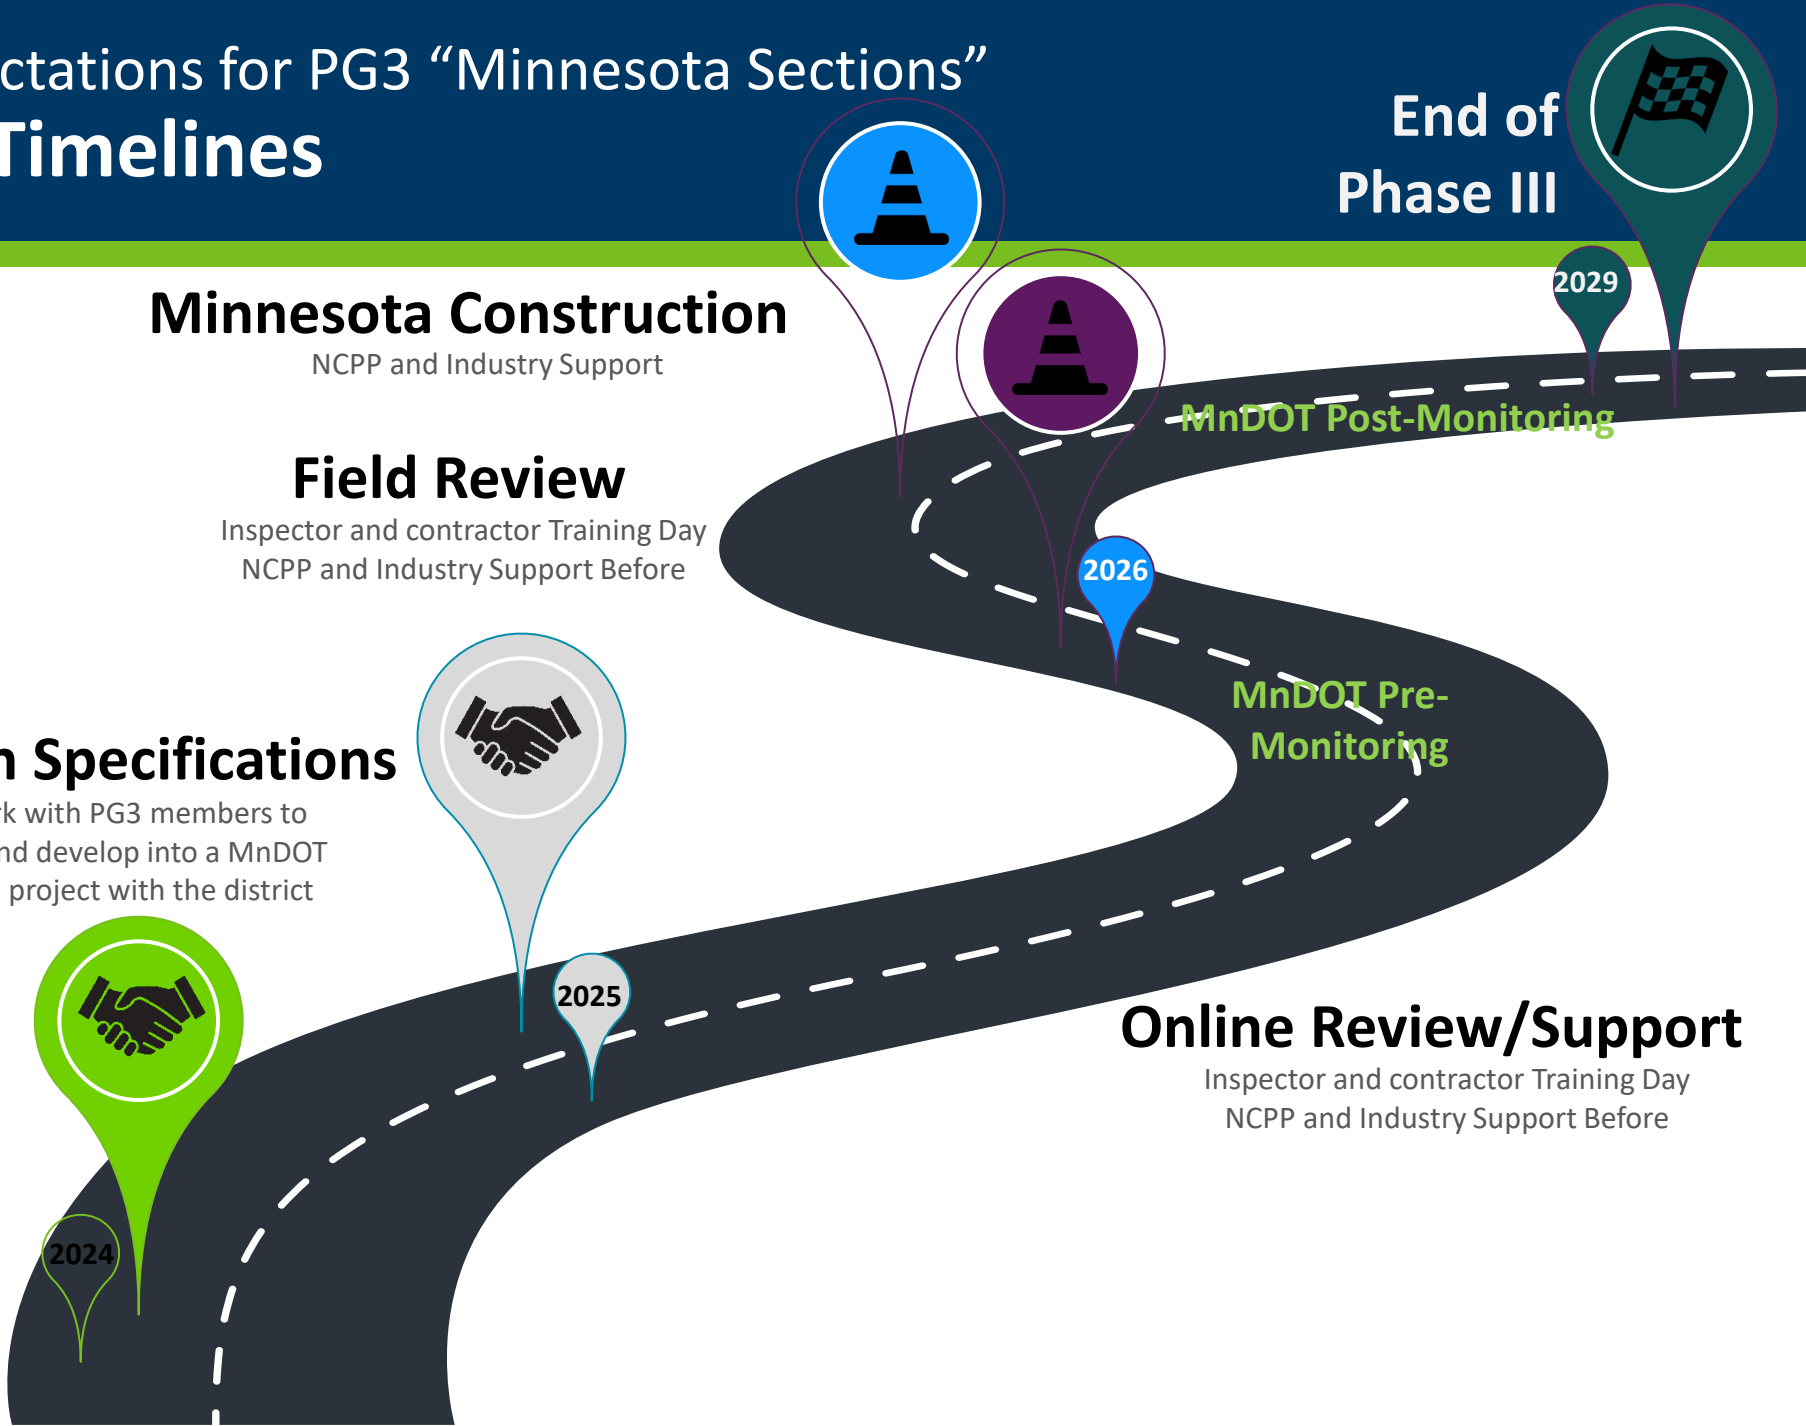 ctations for PG3 “Minnesota Sections”
Timelines
End of
Phase III
2029
Minnesota Construction
NCPP and Industry Support
MnDOT Post-Monitoring
Field Review
Inspector and contractor Training Day
NCPP and Industry Support Before
2026
MnDOT Pre-
Monitoring
n Specifications
rk with PG3 members to
nd develop into a MnDOT
project with the district
2025
Online Review/Support
Inspector and contractor Training Day
NCPP and Industry Support Before
2024